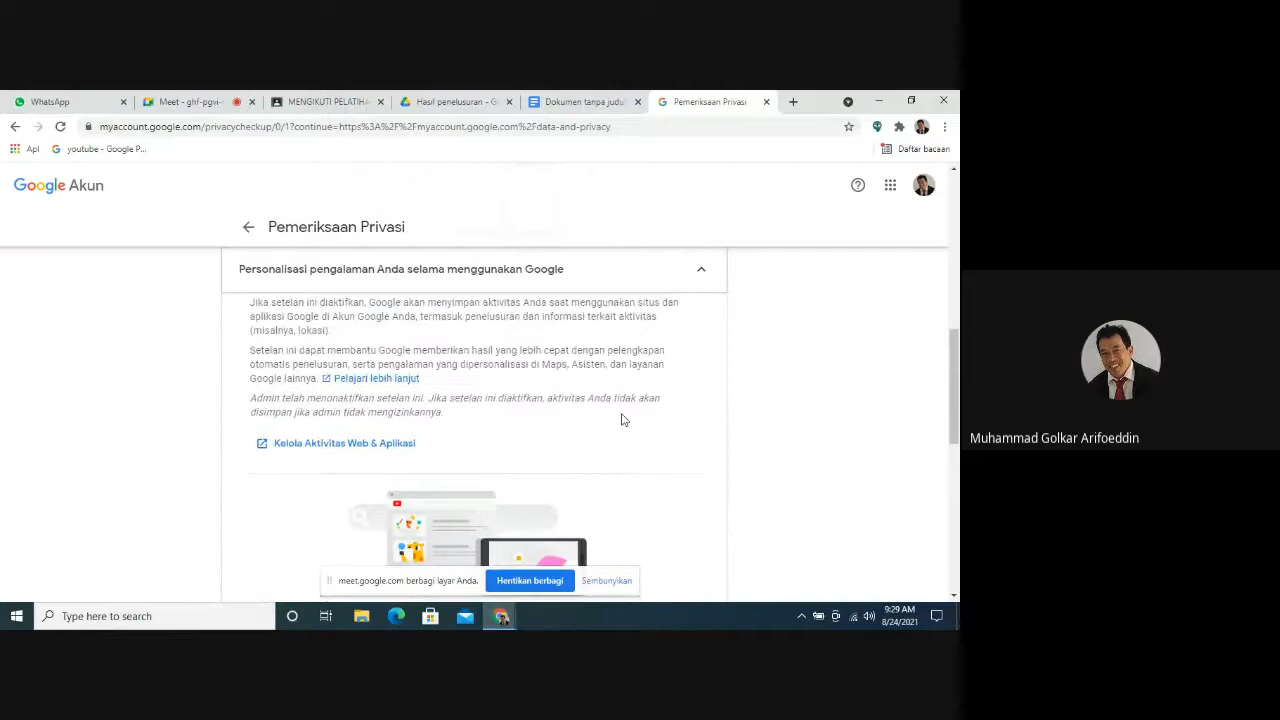 WhatsApp
Meet - ghf-pgvi-
MENGIKUTI PELATIHA
Hasil penelusuran - Go
Dokumen tanpa judul
Pemeriksaan Privasi
myaccount.google.com/privacycheckup/0/1?continue=https%3A%2F%2Fmyaccount.google.com%2Fdata-and-privacy
Apl
youtube - Google P...
Daftar bacaan
Google Akun
Pemeriksaan Privasi
Personalisasi pengalaman Anda selama menggunakan Google
Jika setelan ini diaktifkan, Google akan menyimpan aktivitas Anda saat menggunakan situs dan
aplikasi Google di Akun Google Anda, termasuk penelusuran dan informasi terkait aktivitas
(misalnya, lokasi).
Setelan ini dapat membantu Google memberikan hasil yang lebih cepat dengan pelengkapan
otomatis penelusuran, serta pengalaman yang dipersonalisasi di Maps, Asisten, dan layanan
Google lainnya. Pelajari lebih lanjut
Admin telah menonaktifkan setelan ini. Jika setelan ini diaktifkan, aktivitas Anda tidak akan
disimpan jika admin tidak mengizinkannya.
Kelola Aktivitas Web & Aplikasi
meet.google.com berbagi layar Anda.
Hentikan berbagi
Sembunyikan
Type here to search
9:29 AM
8/24/2021
Muhammad Golkar Arifoeddin